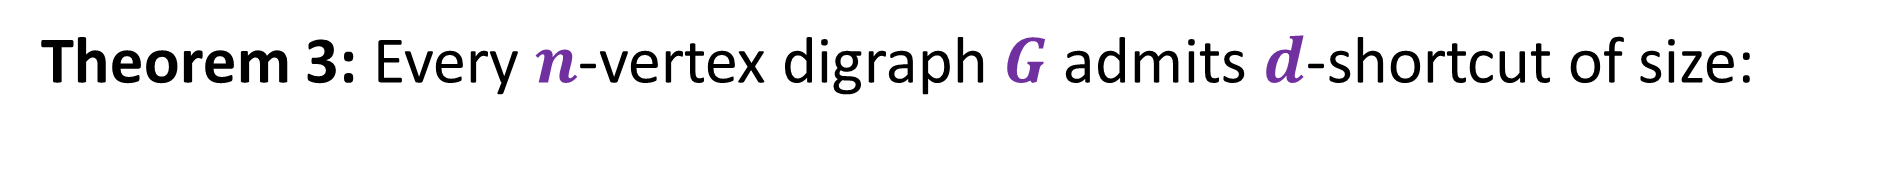 Theorem 3: Every n-vertex digraph G admits d-shortcut of size: